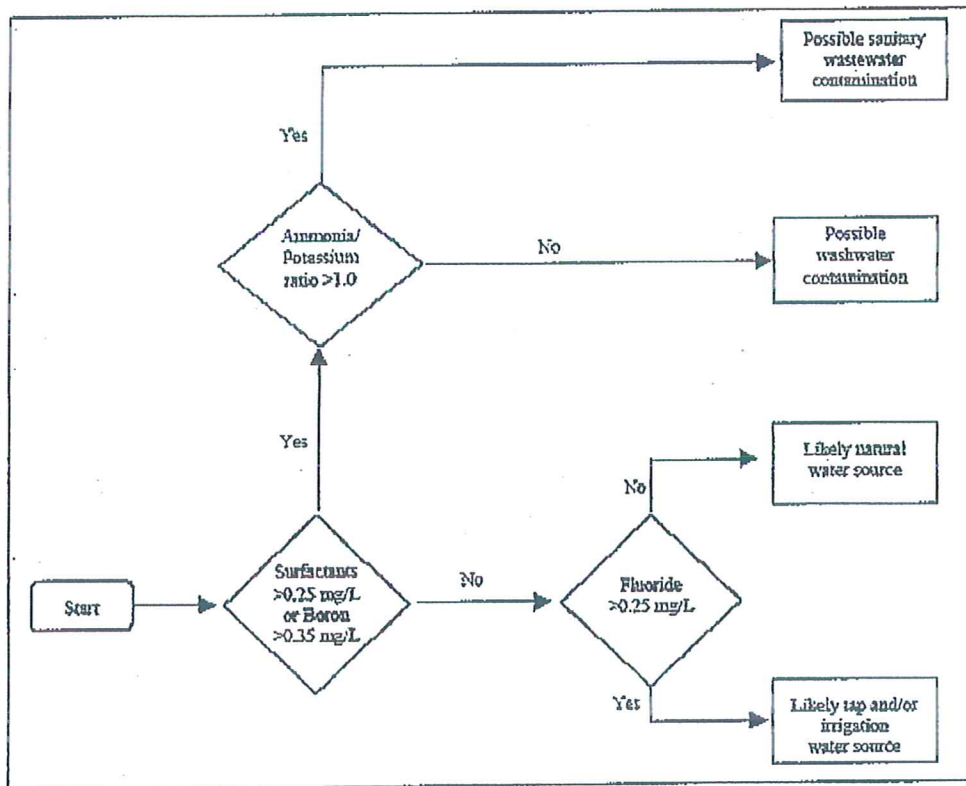 Possible sanitary
wastewater
contamination
Yes
Ammonia/
Potassium
ratio >1.0
No
Possible
washwater
contamination
Yes
Likely natural
water source
No
Start
Surfactants
>0.25 mg/L
or Boron
>0.35 mg/L
No
Fluoride
>0.25 mg/L
Yes
Likely tap and/or
irrigation
water source